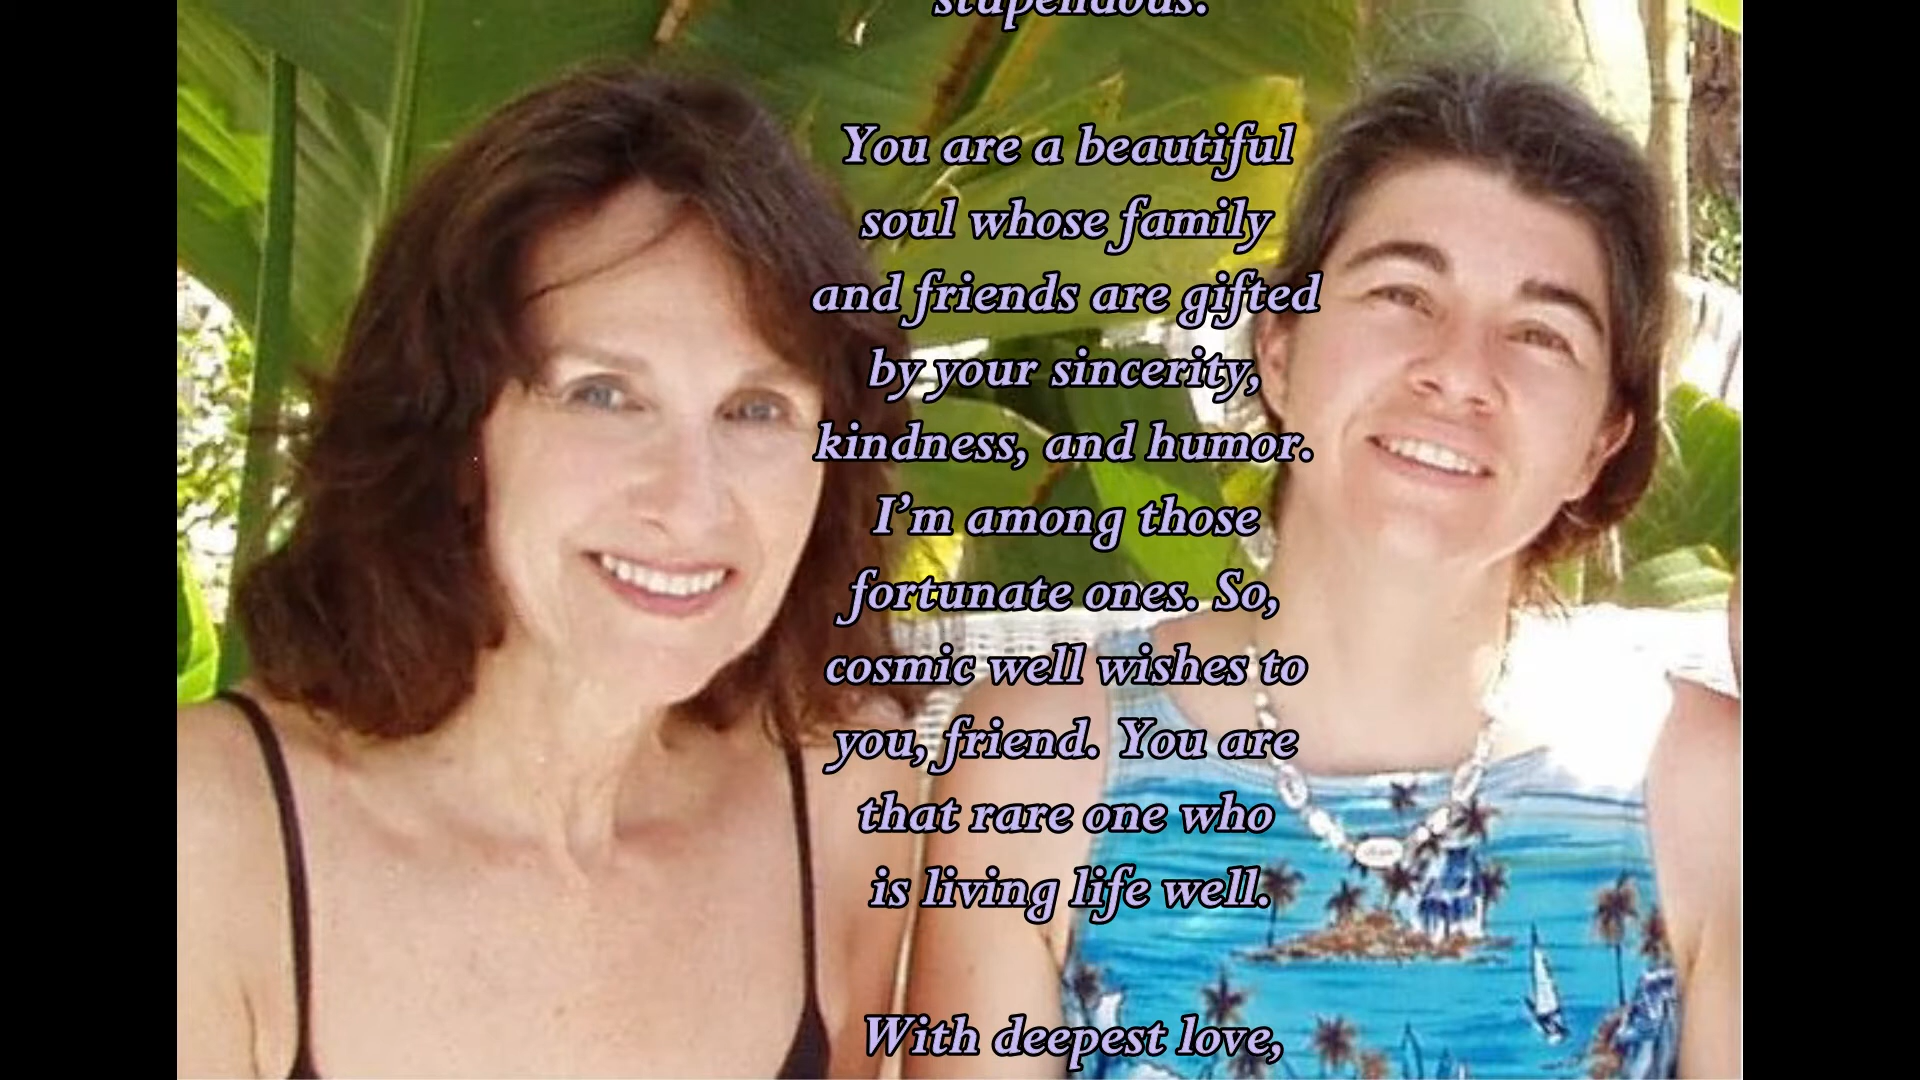 stupendous.
You are a beautiful
soul whose family
and friends are gifted
by your sincerity,
kindness, and humor.
I’m among those
fortunate ones. So,
cosmic well wishes to
you, friend. You are
that rare one who
is living life well.
With deepest love,